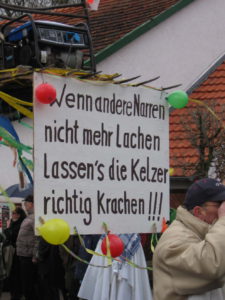 Wenn andere Narren
nicht mehr Lachen
Lassen's die Kelzer
richtig Krachen !!!